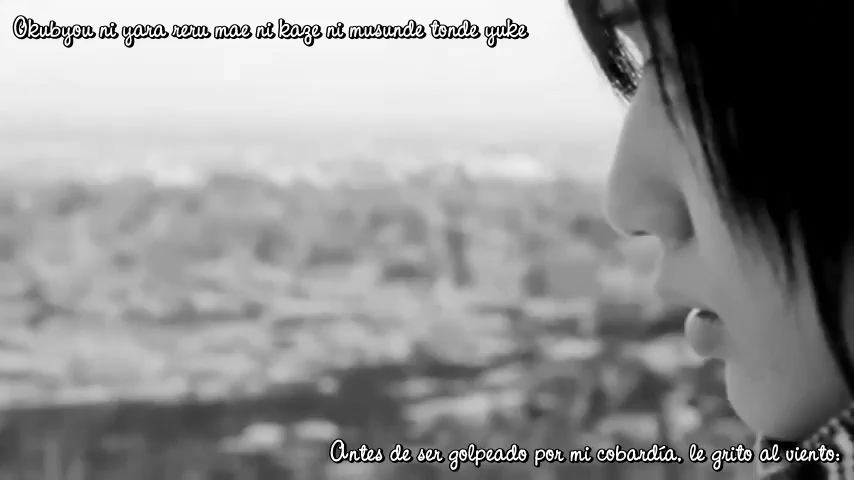 Okubyou ni yara reru mae ni kaze ni musunde tonde yuke
Antes de ser golpeado por mi cobardía, le grito al viento: